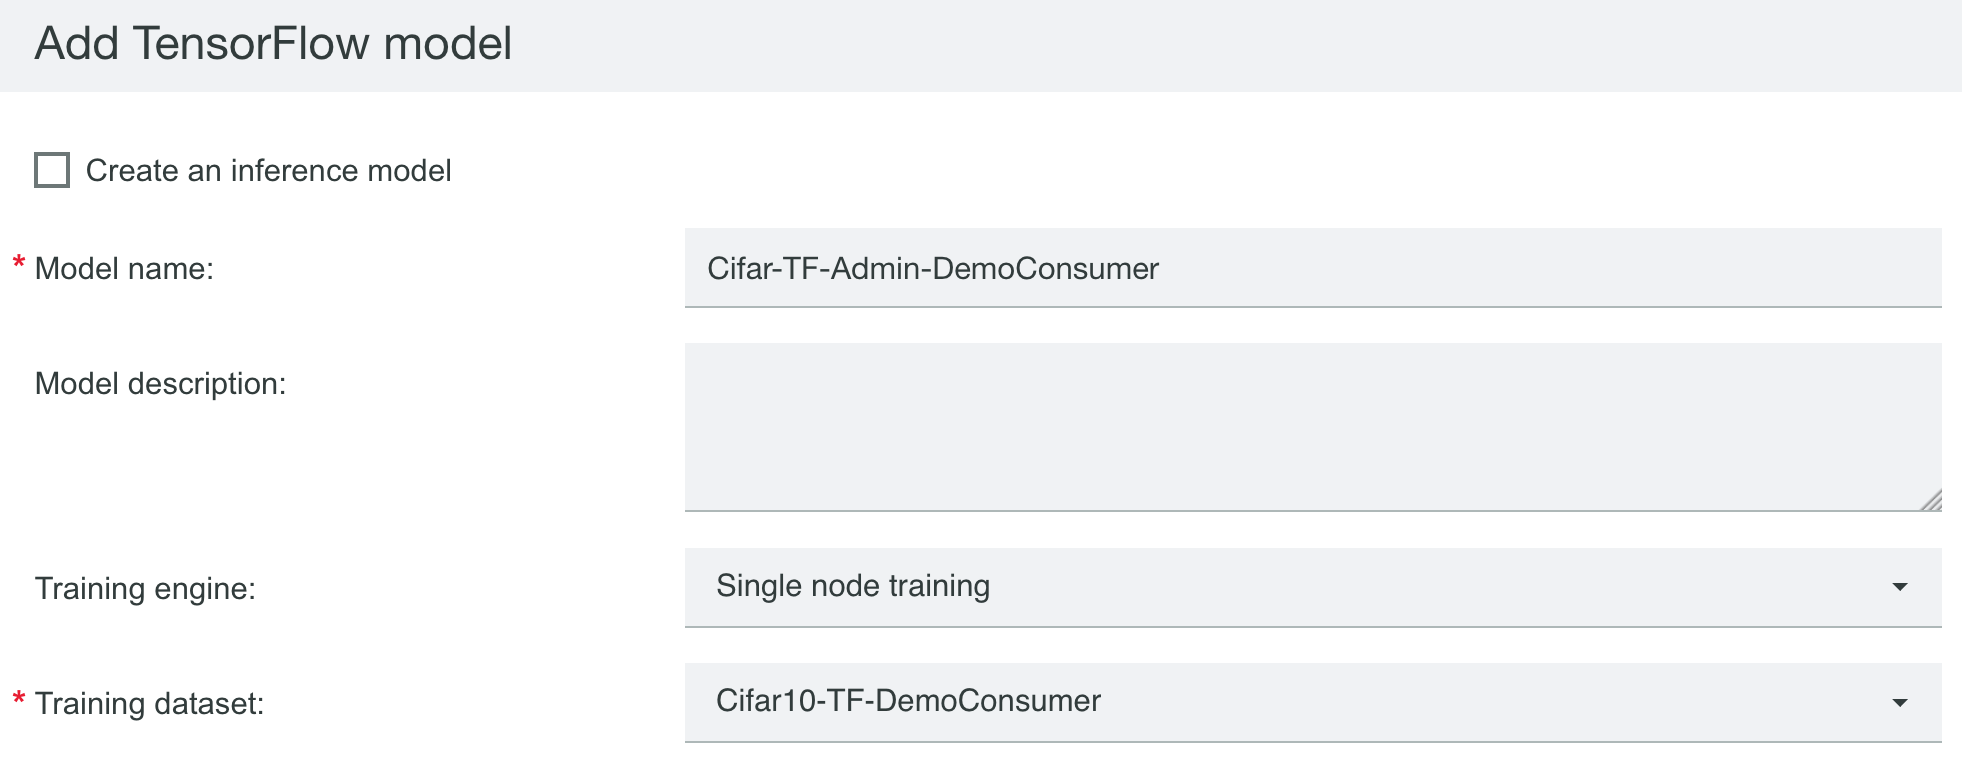 Add TensorFlow model
Create an inference model
* Model name:
Cifar-TF-Admin-DemoConsumer
Model description:
Training engine:
Single node training
* Training dataset:
Cifar10-TF-DemoConsumer